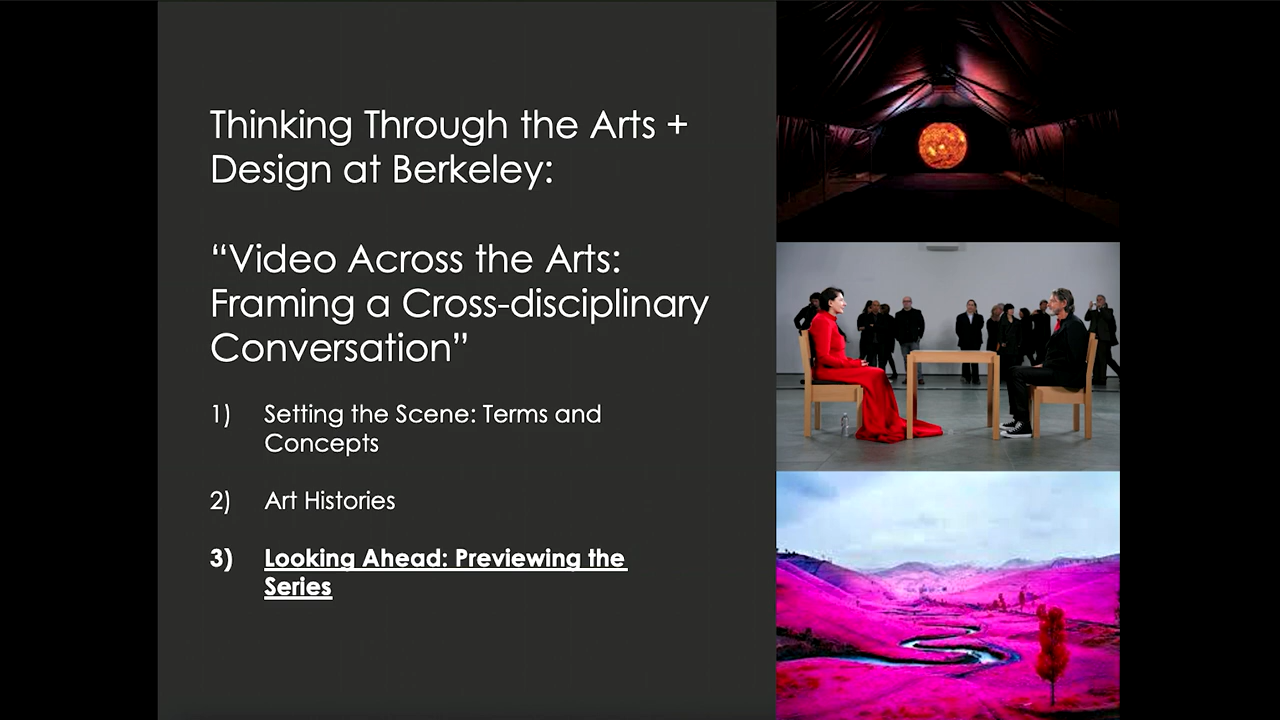 Thinking Through the Arts +
Design at Berkeley:
“Video Across the Arts:
Framing a Cross-disciplinary
Conversation”
1) Setting the Scene: Terms and
Concepts
2) Art Histories
3) Looking Ahead: Previewing the
Series